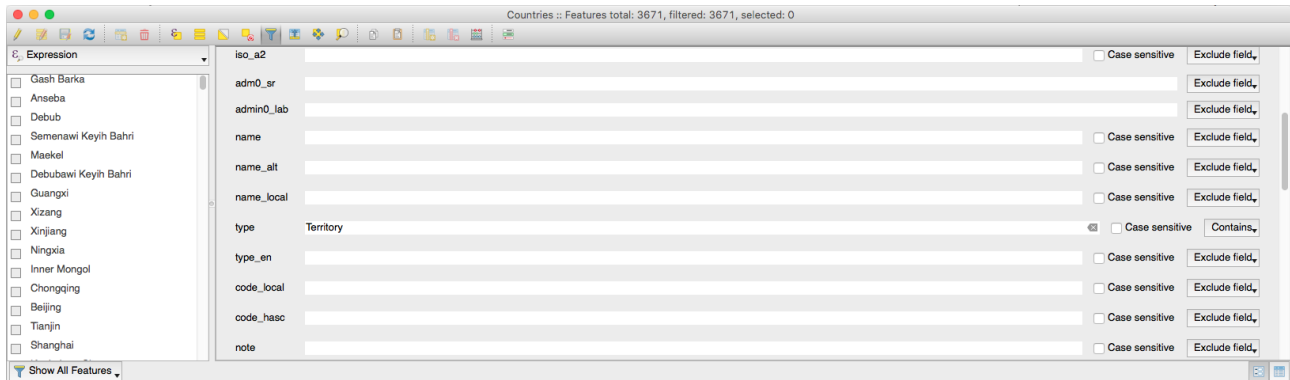 Countries :: Features total: 3671, filtered: 3671, selected: 0
Expression
Gash Barka
Anseba
Debub
Semenawi Keyih Bahri
Maekel
Debubawi Keyih Bahri
Guangxi
Xizang
Xinjiang
Ningxia
Inner Mongol
Chongqing
Beijing
Tianjin
Shanghai
iso_a2 Case sensitive Exclude field
adm0_sr Exclude field
admin0_lab Exclude field
name Case sensitive Exclude field
name_alt Case sensitive Exclude field
name_local Case sensitive Exclude field
type Territory Case sensitive Contains
type_en Case sensitive Exclude field
code_local Case sensitive Exclude field
code_hasc Case sensitive Exclude field
note Case sensitive Exclude field
Show All Features